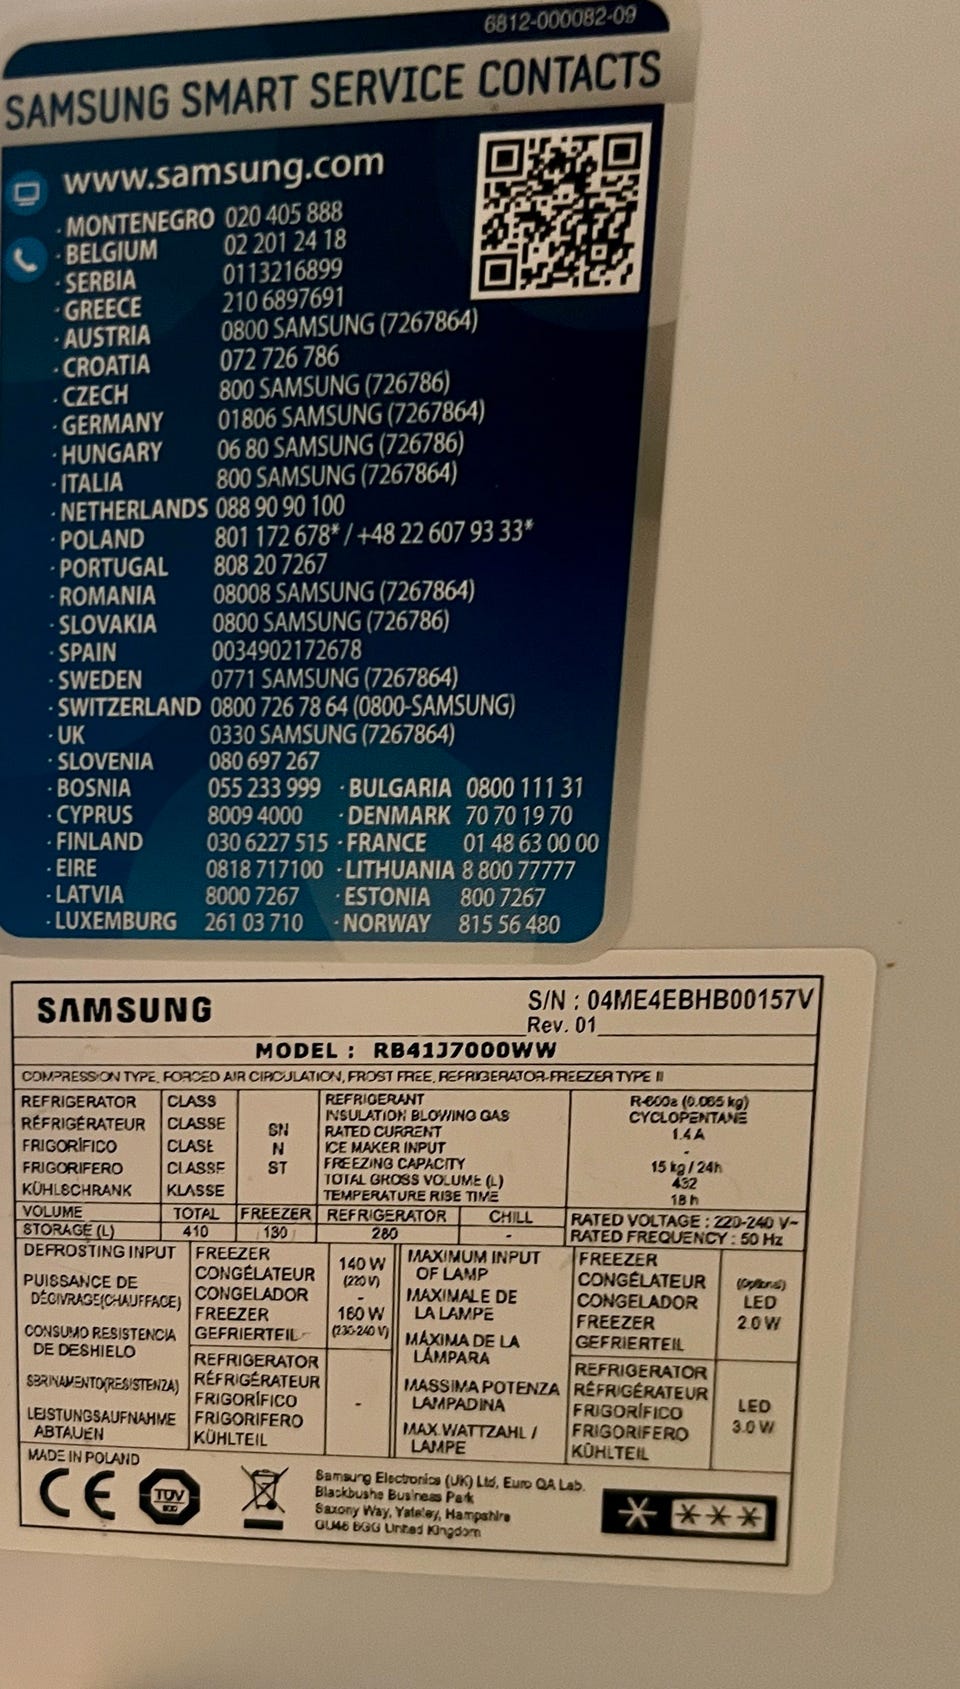 6812-000082-09
SAMSUNG SMART SERVICE CONTACTS
www.samsung.com
· MONTENEGRO 020 405 888
· BELGIUM 02 201 24 18
· SERBIA 0113216899
· GREECE 210 6897691
· AUSTRIA 0800 SAMSUNG (7267864)
· CROATIA 072 726 786
· CZECH 800 SAMSUNG (726786)
· GERMANY 01806 SAMSUNG (7267864)
· HUNGARY 06 80 SAMSUNG (726786)
· ITALIA 800 SAMSUNG (7267864)
· NETHERLANDS 088 90 90 100
· POLAND 801 172 678* / +48 22 607 93 33*
· PORTUGAL 808 20 7267
· ROMANIA 08008 SAMSUNG (7267864)
· SLOVAKIA 0800 SAMSUNG (726786)
· SPAIN 0034902172678
· SWEDEN 0771 SAMSUNG (7267864)
· SWITZERLAND 0800 726 78 64 (0800-SAMSUNG)
· UK 0330 SAMSUNG (7267864)
· SLOVENIA 080 697 267
· BOSNIA 055 233 999 · BULGARIA 0800 111 31
· CYPRUS 8009 4000 · DENMARK 70 70 19 70
· FINLAND 030 6227 515 · FRANCE 01 48 63 00 00
· EIRE 0818 717100 · LITHUANIA 8 800 77777
· LATVIA 8000 7267 · ESTONIA 800 7267
· LUXEMBURG 261 03 710 · NORWAY 815 56 480
SAMSUNG S/N : 04ME4EBHB00157V
Rev. 01
MODEL : RB41J7000WW
COMPRESSION TYPE, FORCED AIR CIRCULATION, FROST FREE, REFRIGERATOR-FREEZER TYPE II
REFRIGERATOR CLASS
RÉFRIGÉRATEUR CLASSE
FRIGORÍFICO CLASE
FRIGORIFERO CLASSE
KÜHLSCHRANK KLASSE
SN
N
ST
REFRIGERANT R-600a (0.065 kg)
INSULATION BLOWING GAS CYCLOPENTANE
RATED CURRENT 1.4 A
ICE MAKER INPUT -
FREEZING CAPACITY 15 kg / 24h
TOTAL GROSS VOLUME (L) 432
TEMPERATURE RISE TIME 18 h
VOLUME TOTAL FREEZER REFRIGERATOR CHILL
STORAGE (L) 410 130 280 -
RATED VOLTAGE : 220-240 V~
RATED FREQUENCY : 50 Hz
DEFROSTING INPUT
PUISSANCE DE
DÉGIVRAGE(CHAUFFAGE)
CONSUMO RESISTENCIA
DE DESHIELO
SBRINAMENTO(RESISTENZA)
LEISTUNGSAUFNAHME
ABTAUEN
FREEZER
CONGÉLATEUR
CONGELADOR
FREEZER
GEFRIERTEIL
140 W
(220 V)
-
160 W
(230-240 V)
REFRIGERATOR
RÉFRIGÉRATEUR
FRIGORÍFICO
FRIGORIFERO
KÜHLTEIL
-
MAXIMUM INPUT
OF LAMP
MAXIMALE DE
LA LAMPE
MÁXIMA DE LA
LÁMPARA
MASSIMA POTENZA
LAMPADINA
MAX.WATTZAHL /
LAMPE
FREEZER
CONGÉLATEUR
CONGELADOR
FREEZER
GEFRIERTEIL
(Optional)
LED
2.0 W
REFRIGERATOR
RÉFRIGÉRATEUR
FRIGORÍFICO
FRIGORIFERO
KÜHLTEIL
LED
3.0 W
MADE IN POLAND
CE
TÜV
Samsung Electronics (UK) Ltd, Euro QA Lab.
Blackbushe Business Park
Saxony Way, Yateley, Hampshire
GU46 6GG United Kingdom